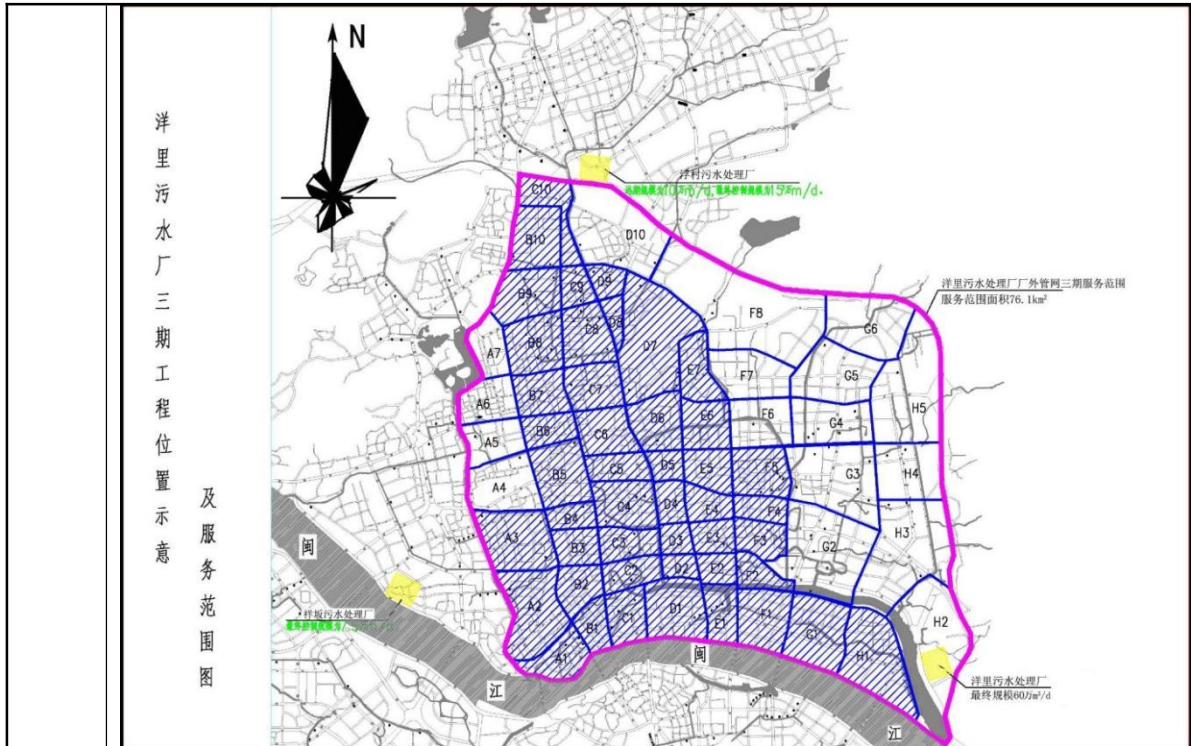 洋里污水厂三期工程位置示意
及服务范围图
N
浮村污水处理厂
洋里污水处理厂厂外管网三期服务范围
服务范围面积76.1km²
C10
B10
D10
B9
C9
D9
F8
G6
A7
B8
C8
D8
D7
E7
F7
G5
A6
B7
C7
D6
E6
F6
G4
H5
A5
B6
C6
A4
B5
C5
D5
E5
F5
G3
H4
A3
B4
C4
D4
E4
F4
B3
C3
D3
E3
F3
G2
H3
A2
B2
C2
D2
E2
F2
H2
A1
B1
C1
D1
E1
F1
G1
H1
闽
江
闽
江
祥坂污水处理厂
洋里污水处理厂
最终规模60万m³/d